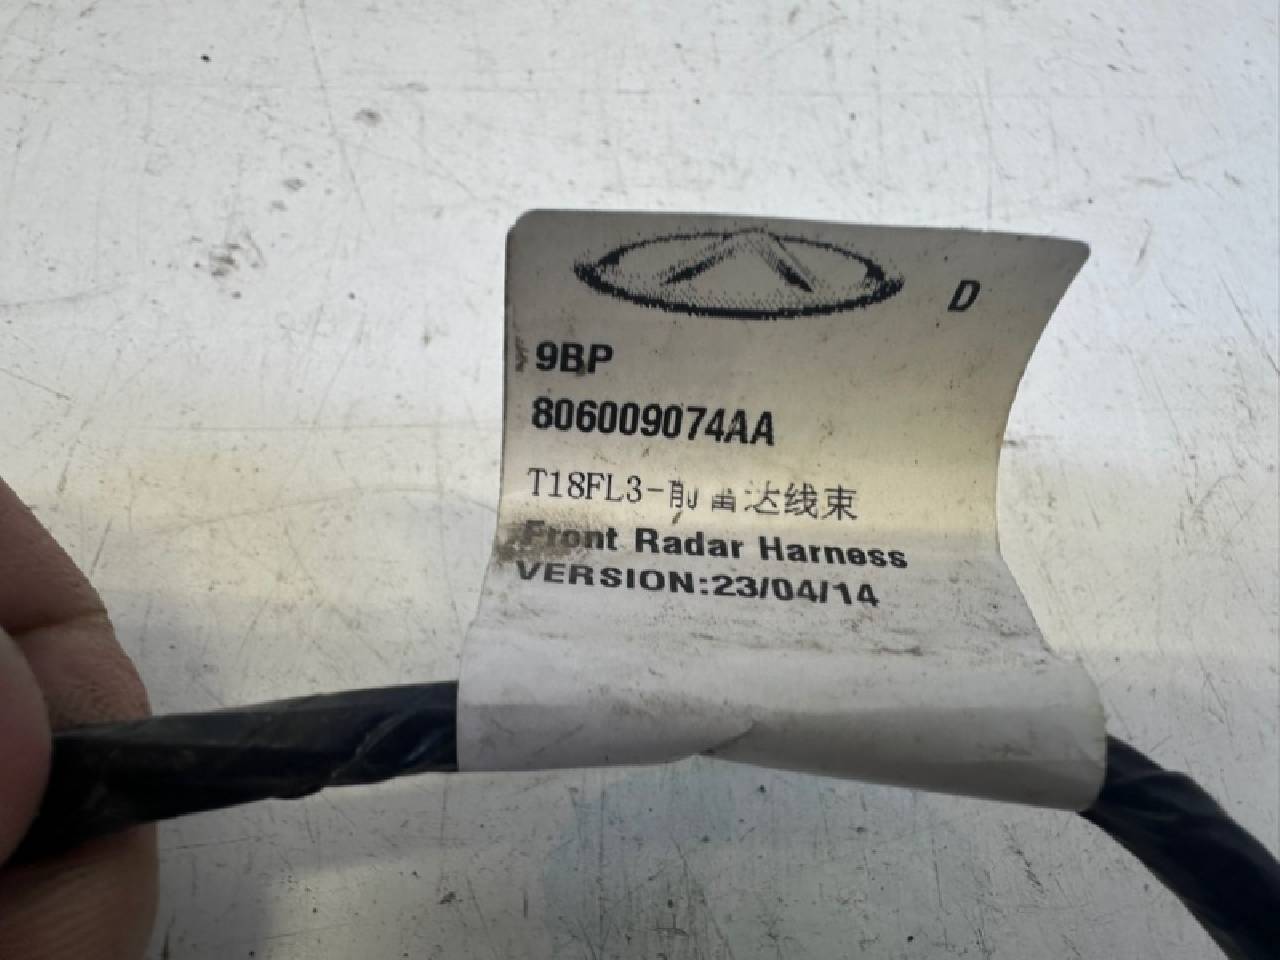 D
9BP
806009074AA
T18FL3-前雷达线束
Front Radar Harness
VERSION:23/04/14